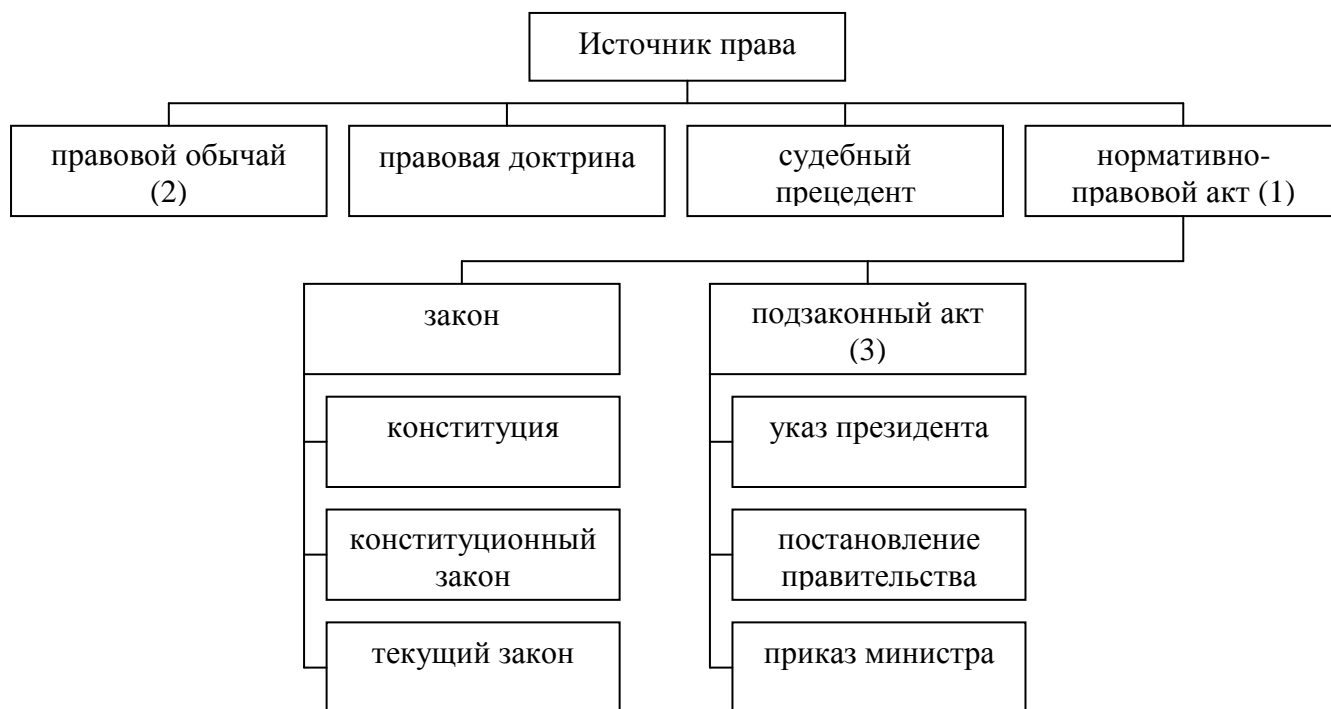 Источник права
правовой обычай
(2)
правовая доктрина
судебный
прецедент
нормативно-
правовой акт (1)
закон
подзаконный акт
(3)
конституция
указ президента
конституционный
закон
постановление
правительства
текущий закон
приказ министра